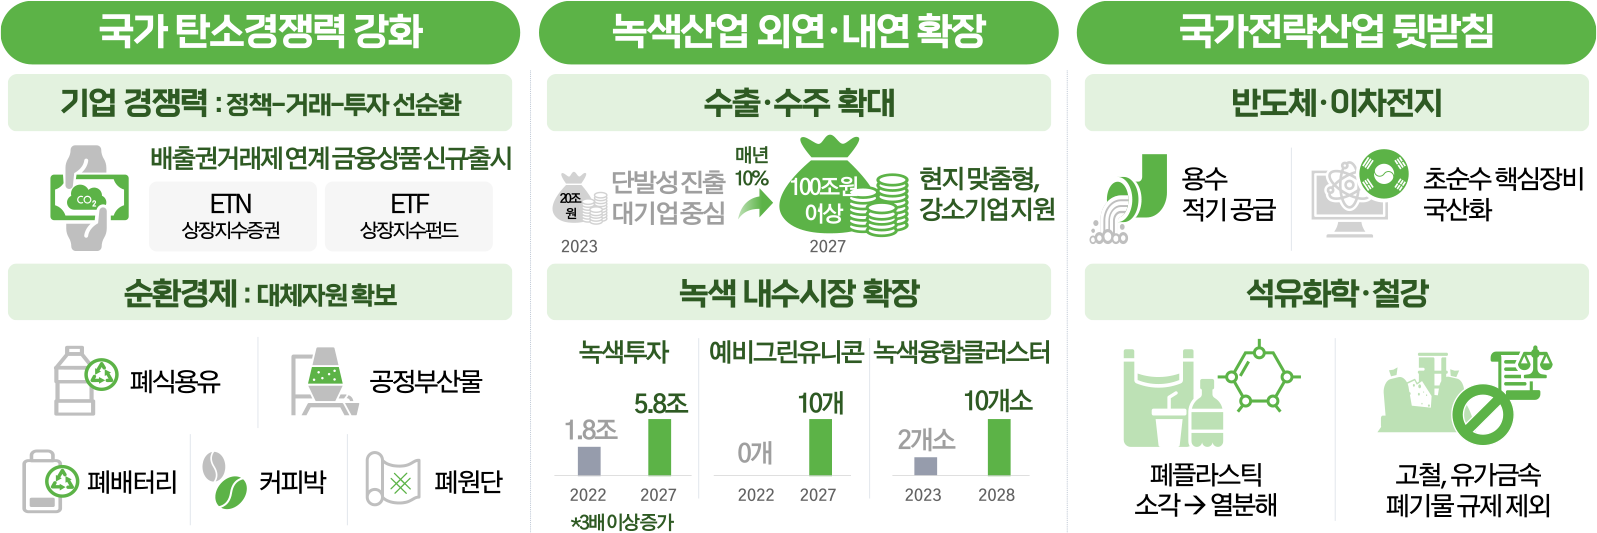 국가 탄소경쟁력 강화
기업 경쟁력 : 정책-거래-투자 선순환
배출권거래제 연계 금융상품 신규출시
CO₂
ETN
상장지수증권
ETF
상장지수펀드
순환경제 : 대체자원 확보
폐식용유
공정부산물
폐배터리
커피박
폐원단
녹색산업 외연·내연 확장
수출·수주 확대
20조
원
2023
단발성 진출
대기업 중심
매년
10%
100조원
이상
2027
현지 맞춤형,
강소기업 지원
녹색 내수시장 확장
녹색투자
1.8조
5.8조
2022
2027
*3배 이상증가
예비그린유니콘
0개
10개
2022
2027
녹색융합클러스터
2개소
10개소
2023
2028
국가전략산업 뒷받침
반도체·이차전지
용수
적기 공급
초순수 핵심장비
국산화
석유화학·철강
폐플라스틱
소각 → 열분해
고철, 유가금속
폐기물 규제 제외